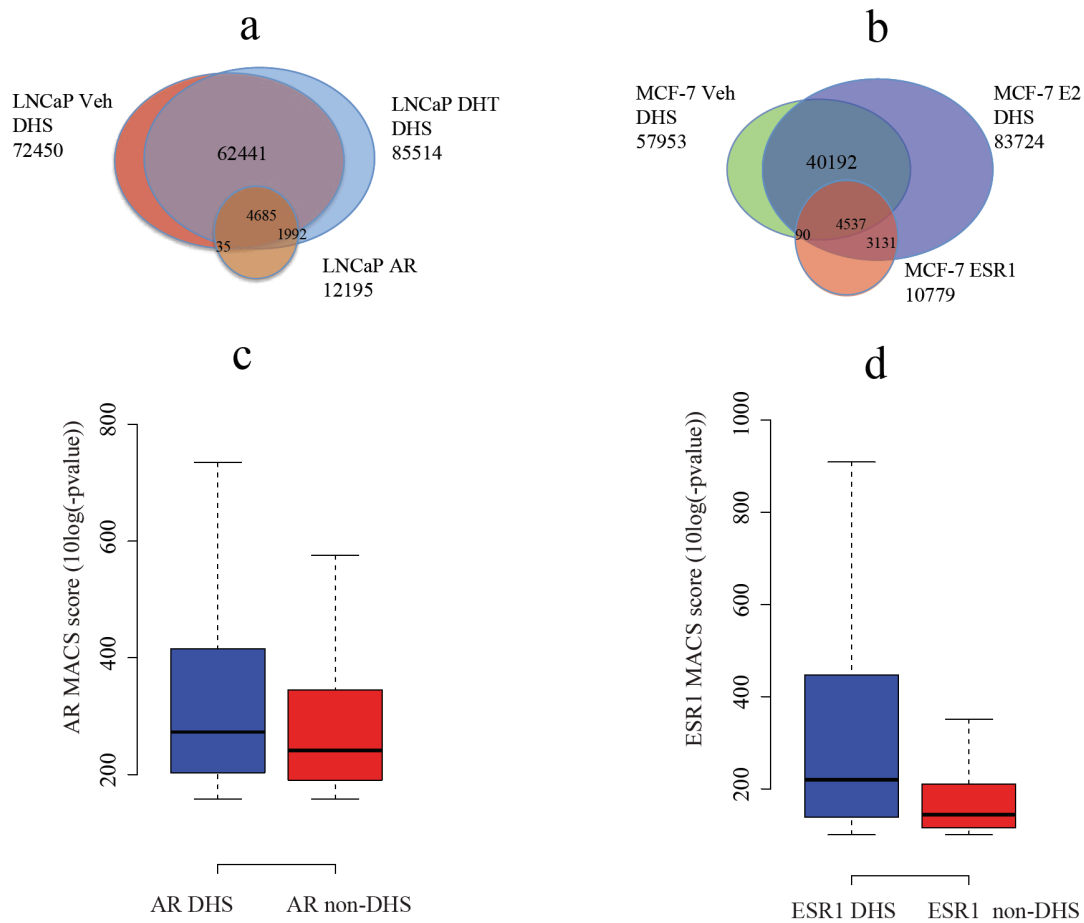 a
LNCaP Veh
DHS
72450
LNCaP DHT
DHS
85514
62441
4685
1992
35
LNCaP AR
12195
b
MCF-7 Veh
DHS
57953
MCF-7 E2
DHS
83724
40192
4537
90
3131
MCF-7 ESR1
10779
c
AR MACS score (10log(-pvalue))
800
600
400
200
AR DHS
AR non-DHS
d
ESR1 MACS score (10log(-pvalue))
1000
800
600
400
200
ESR1 DHS
ESR1 non-DHS